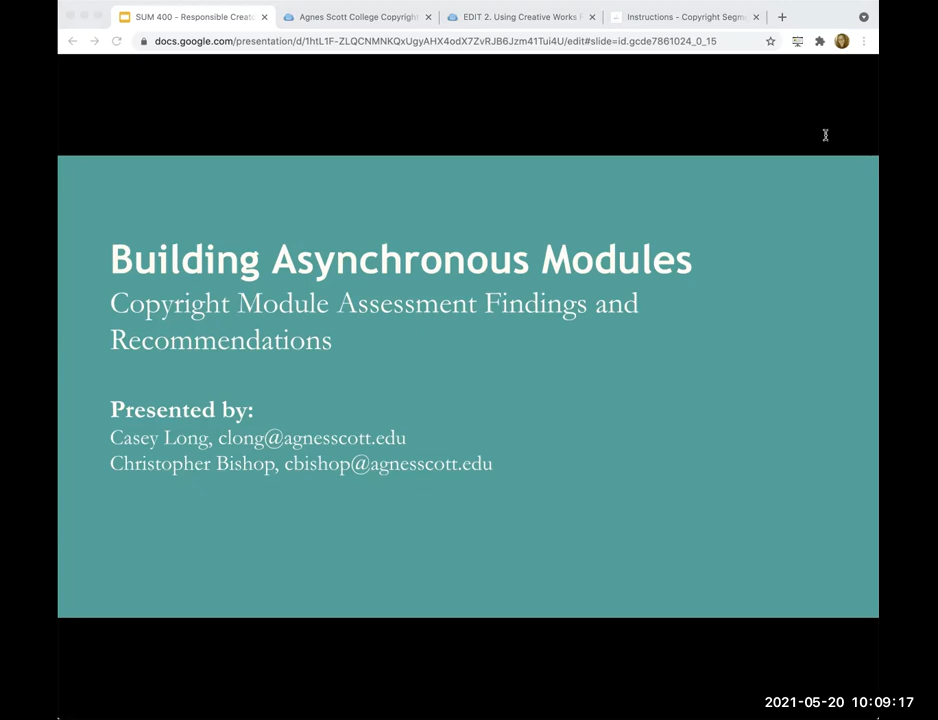 SUM 400 - Responsible Creat
Agnes Scott College Copyright
EDIT 2. Using Creative Works
Instructions - Copyright Segm
docs.google.com/presentation/d/1htL1F-ZLQCNMNKQxUgyAHX4odX7ZvRJB6Jzm41Tui4U/edit#slide=id.gcde7861024_0_15
Building Asynchronous Modules
Copyright Module Assessment Findings and
Recommendations
Presented by:
Casey Long, clong@agnesscott.edu
Christopher Bishop, cbishop@agnesscott.edu
2021-05-20 10:09:17